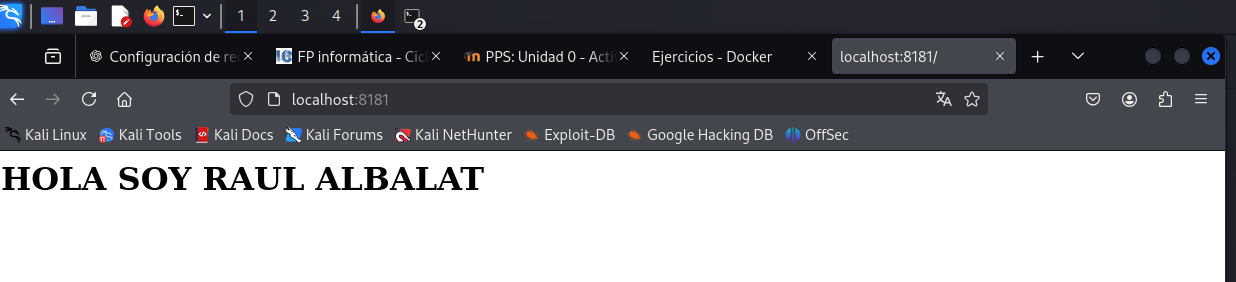 1 2 3 4 2
Configuración de re FP informática - Cic PPS: Unidad 0 - Acti Ejercicios - Docker localhost:8181/
localhost:8181
Kali Linux Kali Tools Kali Docs Kali Forums Kali NetHunter Exploit-DB Google Hacking DB OffSec
HOLA SOY RAUL ALBALAT